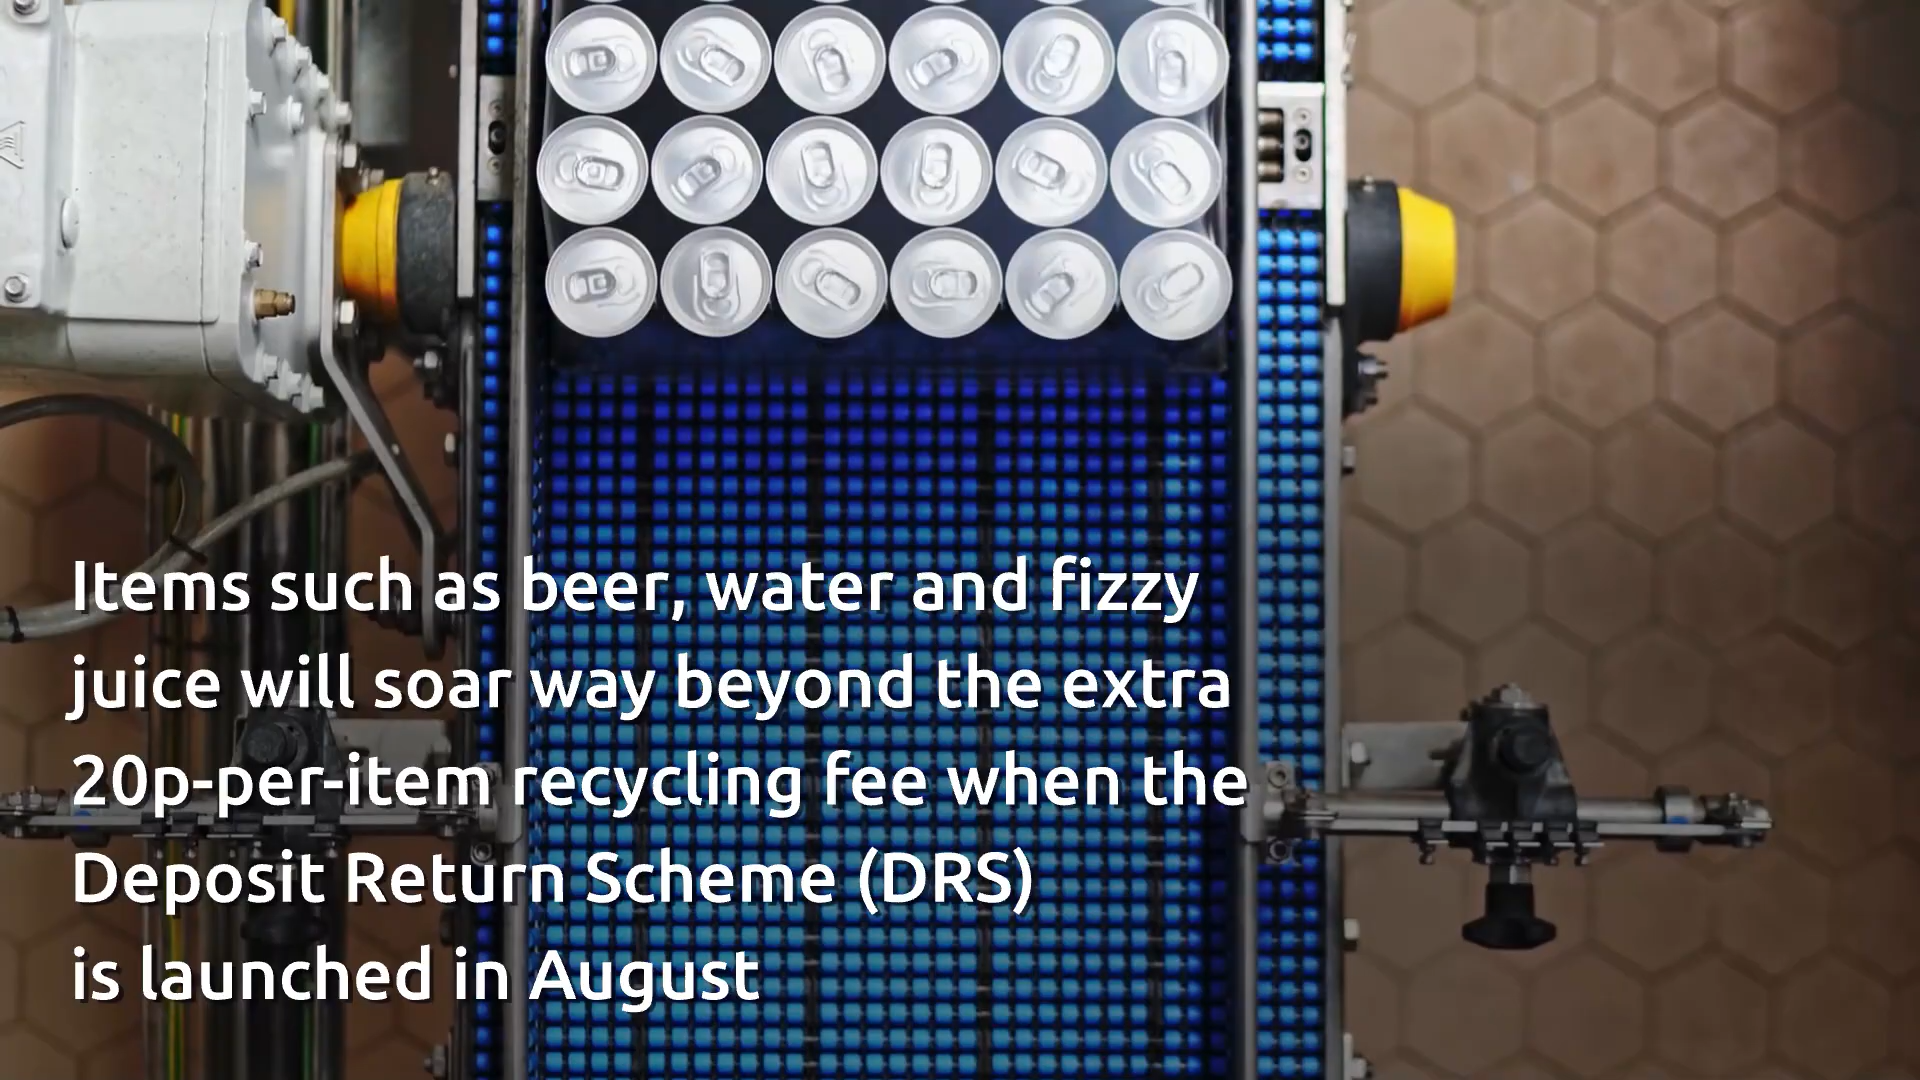 Items such as beer, water and fizzy
juice will soar way beyond the extra
20p-per-item recycling fee when the
Deposit Return Scheme (DRS)
is launched in August